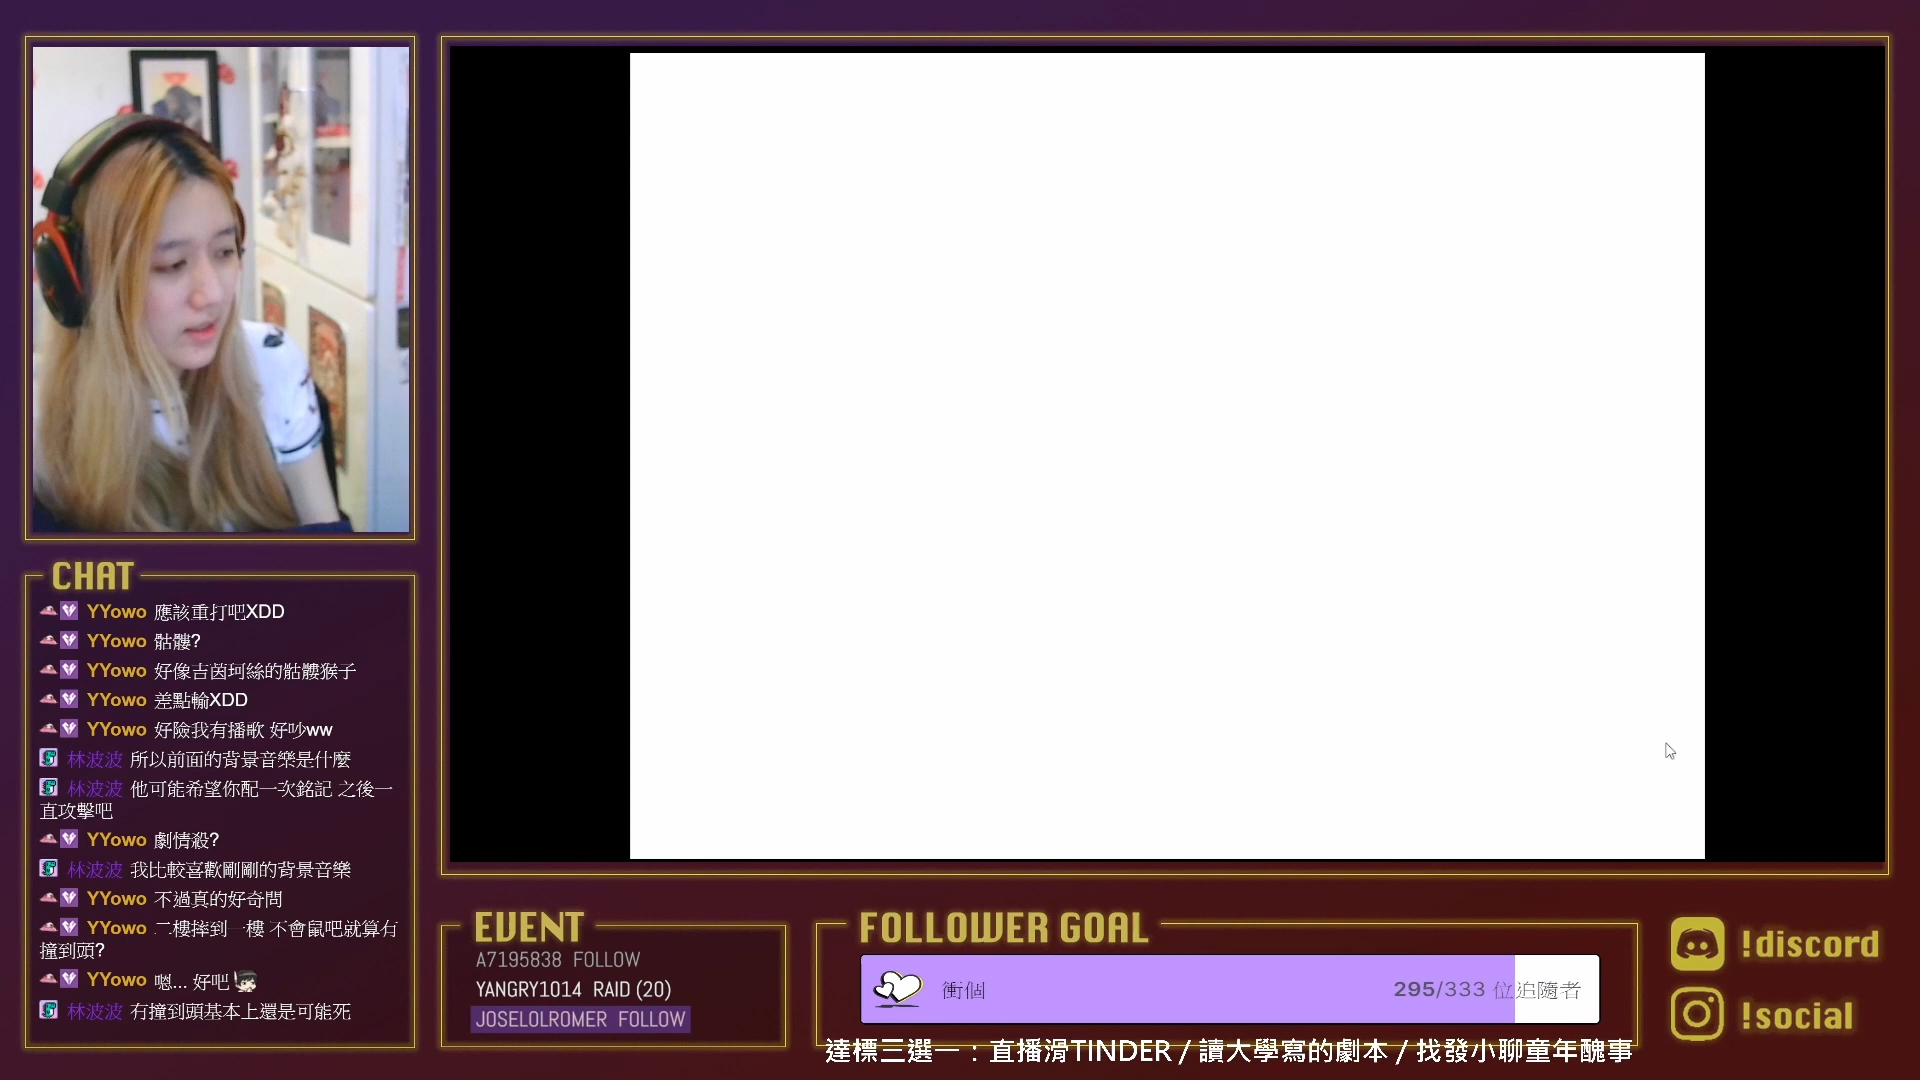 CHAT
YYowo 應該重打吧XDD
YYowo 骷髏?
YYowo 好像吉茵珂絲的骷髏猴子
YYowo 差點輸XDD
YYowo 好險我有播歌 好吵ww
林波波 所以前面的背景音樂是什麼
林波波 他可能希望你配一次銘記 之後一
直攻擊吧
YYowo 劇情殺?
林波波 我比較喜歡剛剛的背景音樂
YYowo 不過真的好奇問
YYowo 二樓摔到一樓 不會鼠吧就算有
撞到頭?
YYowo 嗯... 好吧
林波波 有撞到頭基本上還是可能死
EVENT
A7195838 FOLLOW
YANGRY1014 RAID (20)
JOSELOLROMER FOLLOW
FOLLOWER GOAL
衝個
295/333 位追隨者
達標三選一：直播滑TINDER / 讀大學寫的劇本 / 找發小聊童年醜事
!discord
!social